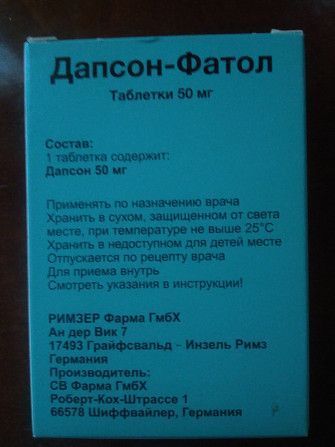 Дапсон-Фатол
Таблетки 50 мг
Состав:
1 таблетка содержит:
Дапсон 50 мг
Применять по назначению врача
Хранить в сухом, защищенном от света
месте, при температуре не выше 25°C
Хранить в недоступном для детей месте
Отпускается по рецепту врача
Для приема внутрь
Смотреть указания в инструкции!
РИМЗЕР Фарма ГмбХ
Ан дер Вик 7
17493 Грайфсвальд - Инзель Римз
Германия
Производитель:
СВ Фарма ГмбХ
Роберт-Кох-Штрассе 1
66578 Шиффвайлер, Германия